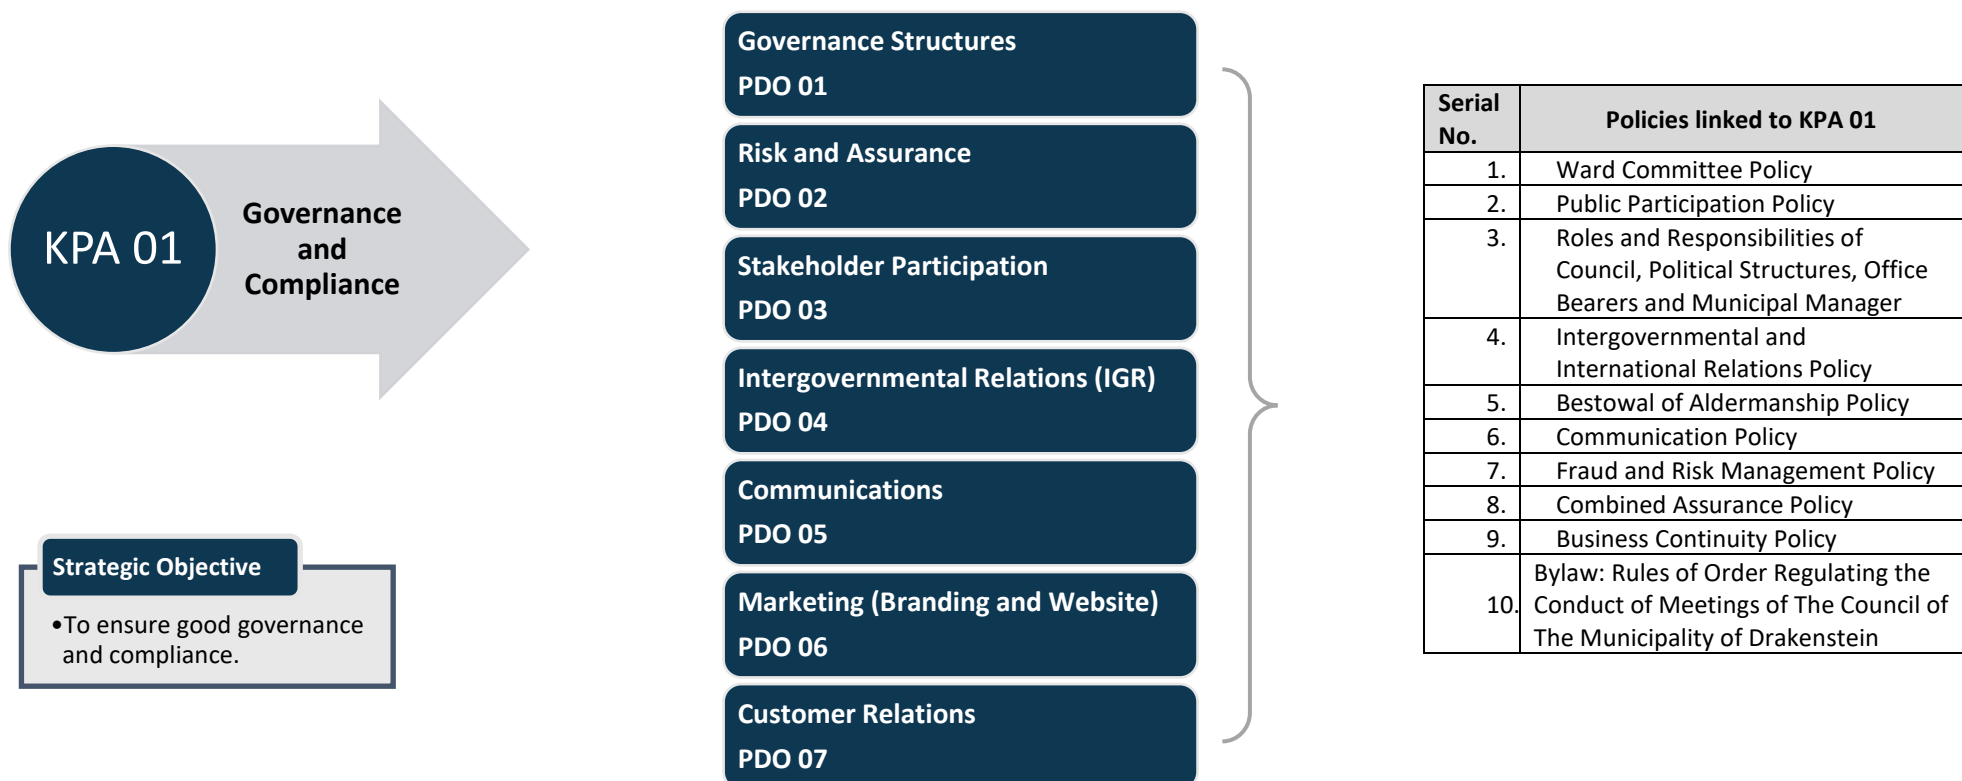 KPA 01
Governance
and
Compliance
Strategic Objective
•To ensure good governance
and compliance.
Governance Structures
PDO 01
Risk and Assurance
PDO 02
Stakeholder Participation
PDO 03
Intergovernmental Relations (IGR)
PDO 04
Communications
PDO 05
Marketing (Branding and Website)
PDO 06
Customer Relations
PDO 07
Serial
No.
Policies linked to KPA 01
1. Ward Committee Policy
2. Public Participation Policy
3. Roles and Responsibilities of
Council, Political Structures, Office
Bearers and Municipal Manager
4. Intergovernmental and
International Relations Policy
5. Bestowal of Aldermanship Policy
6. Communication Policy
7. Fraud and Risk Management Policy
8. Combined Assurance Policy
9. Business Continuity Policy
Bylaw: Rules of Order Regulating the
10. Conduct of Meetings of The Council of
The Municipality of Drakenstein